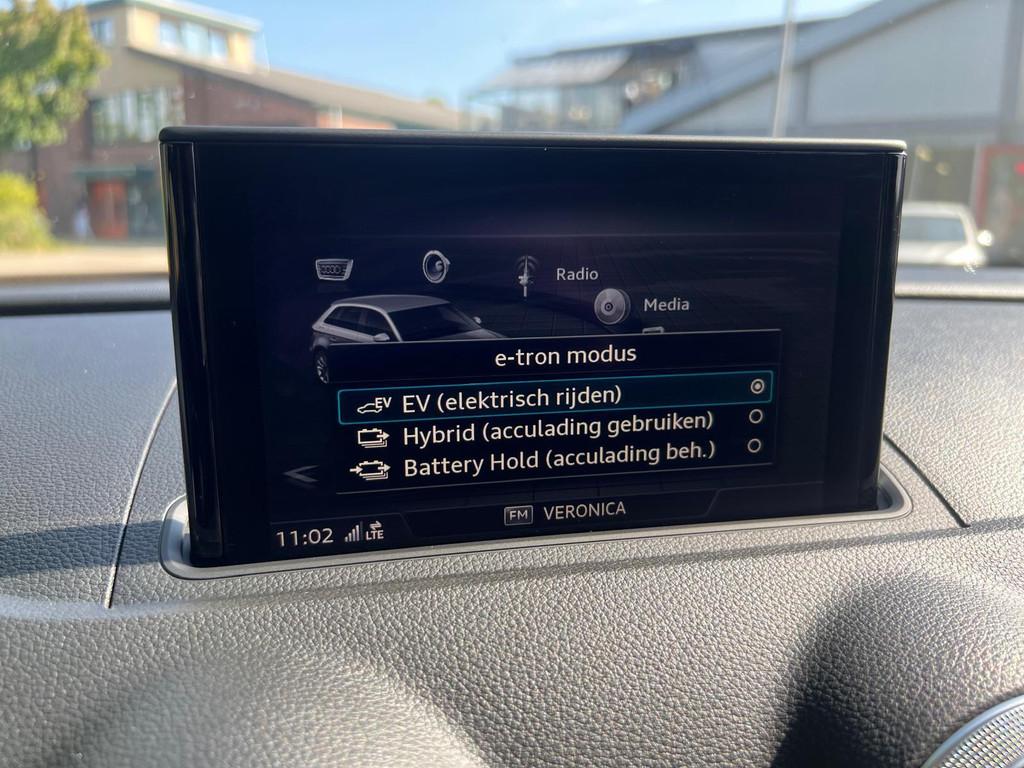 Radio
Media
e-tron modus
EV EV (elektrisch rijden)
Hybrid (acculading gebruiken)
Battery Hold (acculading beh.)
FM VERONICA
11:02 LTE